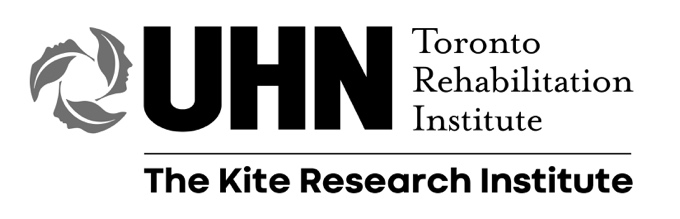 UHN
Toronto
Rehabilitation
Institute
The Kite Research Institute